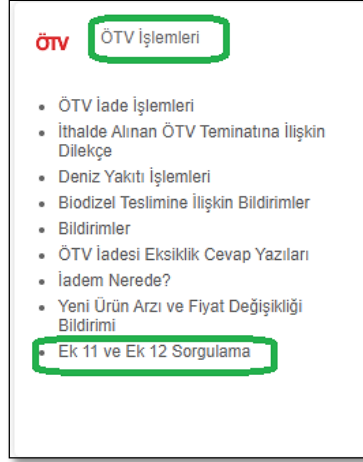 ÖTV ÖTV İşlemleri
• ÖTV İade İşlemleri
• İthalde Alınan ÖTV Teminatına İlişkin
Dilekçe
• Deniz Yakıtı İşlemleri
• Biodizel Teslimine İlişkin Bildirimler
• Bildirimler
• ÖTV İadesi Eksiklik Cevap Yazıları
• İadem Nerede?
• Yeni Ürün Arzı ve Fiyat Değişikliği
Bildirimi
• Ek 11 ve Ek 12 Sorgulama